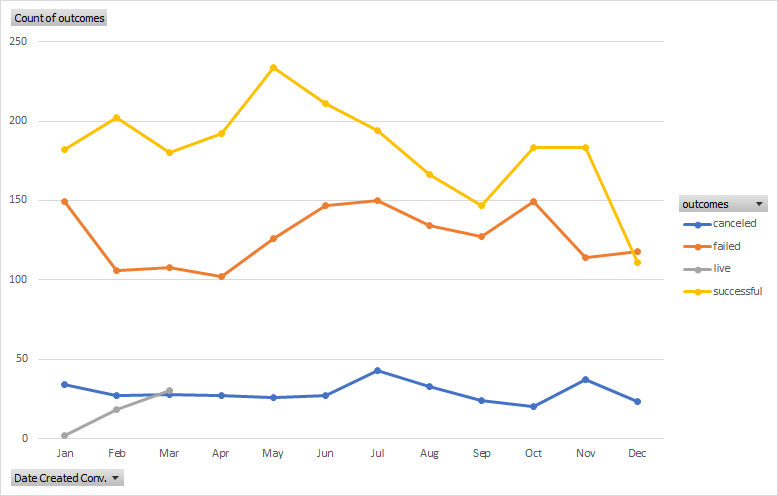 Count of outcomes
250
200
150
100
50
0
Jan Feb Mar Apr May Jun Jul Aug Sep Oct Nov Dec
Date Created Conv.
outcomes
canceled
failed
live
successful